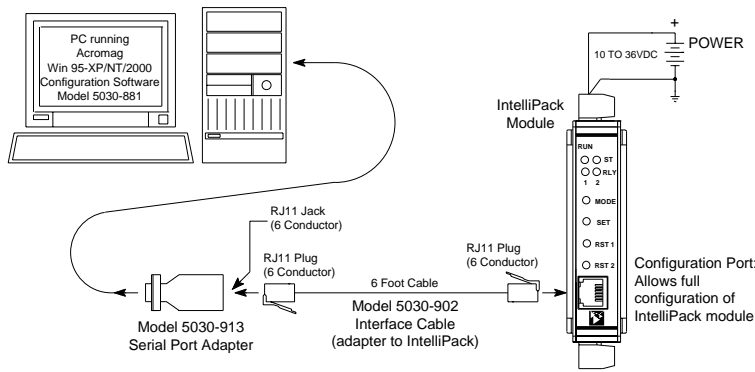 PC running
Acromag
Win 95-XP/NT/2000
Configuration Software
Model 5030-881
+
POWER
10 TO 36VDC
IntelliPack
Module
RUN
ST
RLY
1 2
MODE
SET
RST 1
RST 2
RJ11 Jack
(6 Conductor)
RJ11 Plug
(6 Conductor)
RJ11 Plug
(6 Conductor)
6 Foot Cable
Model 5030-902
Interface Cable
(adapter to IntelliPack)
Model 5030-913
Serial Port Adapter
Configuration Port:
Allows full
configuration of
IntelliPack module